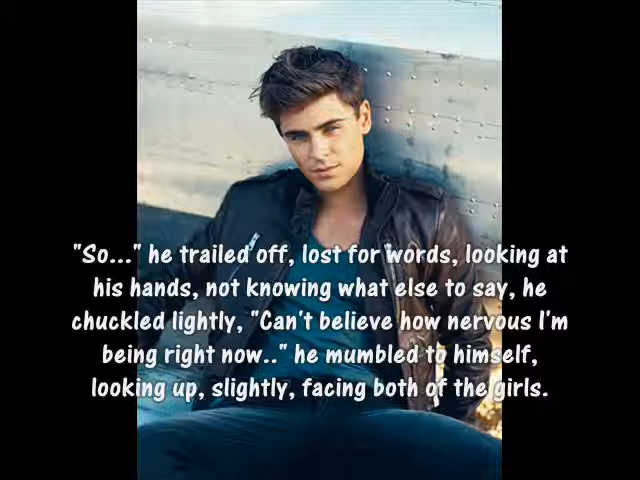 "So..." he trailed off, lost for words, looking at
his hands, not knowing what else to say, he
chuckled lightly, "Can't believe how nervous I'm
being right now.." he mumbled to himself,
looking up, slightly, facing both of the girls.